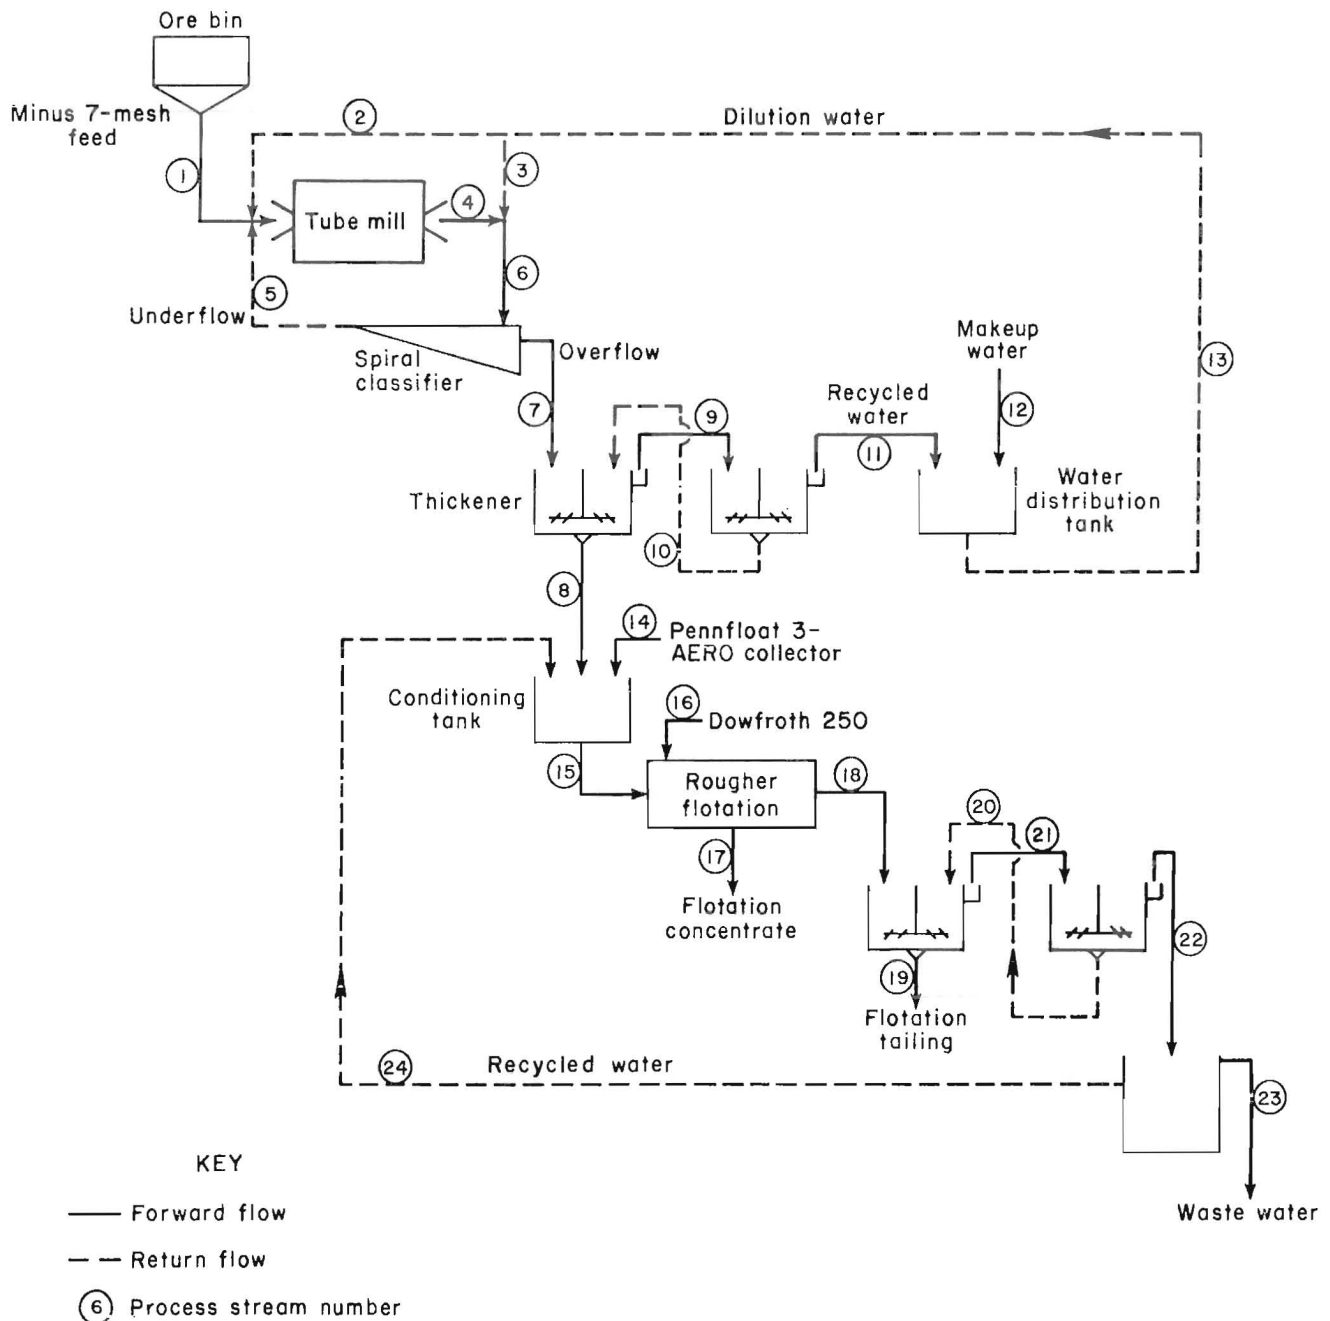 Ore bin
Minus 7-mesh
feed
1
2
Dilution water
3
Tube mill
4
5
6
Underflow
Spiral
classifier
Overflow
7
Makeup
water
13
Recycled
water
9
11
12
Thickener
Water
distribution
tank
10
8
14
Pennfloat 3-
AERO collector
Conditioning
tank
16
Dowfroth 250
15
Rougher
flotation
18
17
Flotation
concentrate
20
21
22
19
Flotation
tailing
24
Recycled water
23
Waste water
KEY
Forward flow
Return flow
6 Process stream number